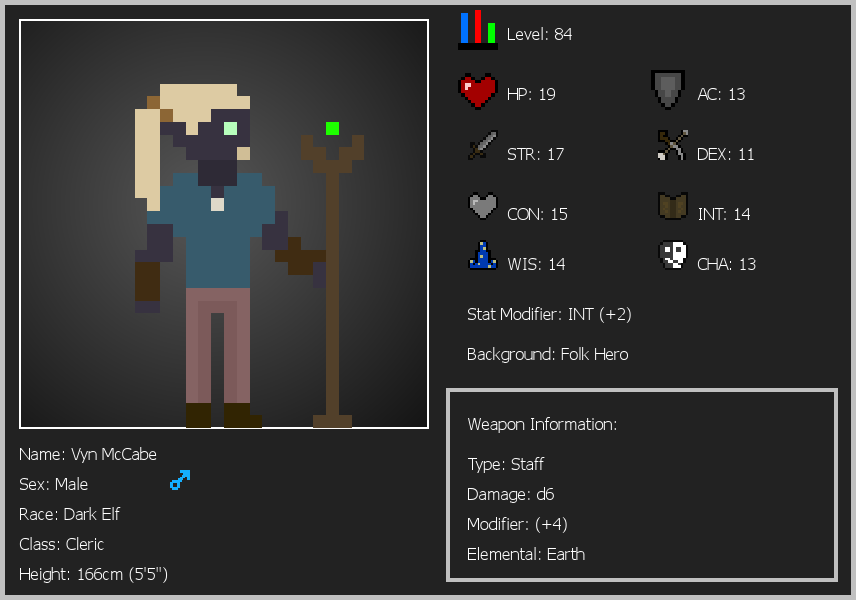 Level: 84
HP: 19
AC: 13
STR: 17
DEX: 11
CON: 15
INT: 14
WIS: 14
CHA: 13
Stat Modifier: INT (+2)
Background: Folk Hero
Weapon Information:
Type: Staff
Damage: d6
Modifier: (+4)
Elemental: Earth
Name: Vyn McCabe
Sex: Male
Race: Dark Elf
Class: Cleric
Height: 166cm (5'5")